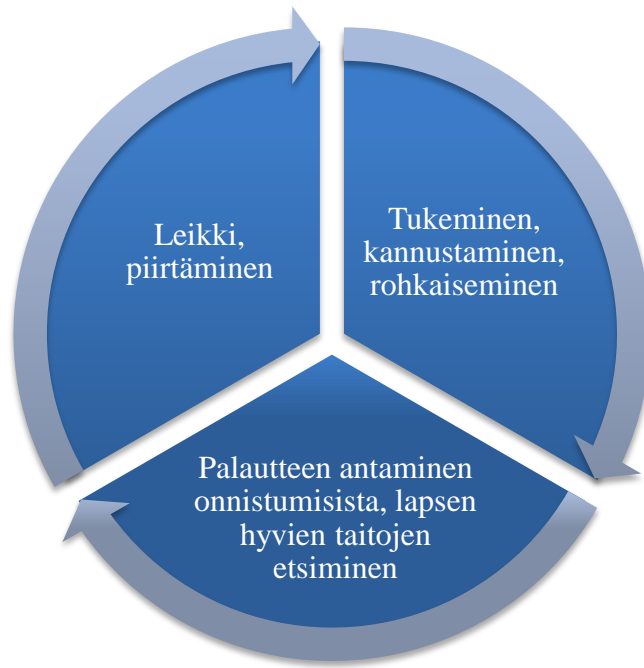 Leikki,
piirtäminen
Tukeminen,
kannustaminen,
rohkaiseminen
Palautteen antaminen
onnistumisista, lapsen
hyvien taitojen
etsiminen